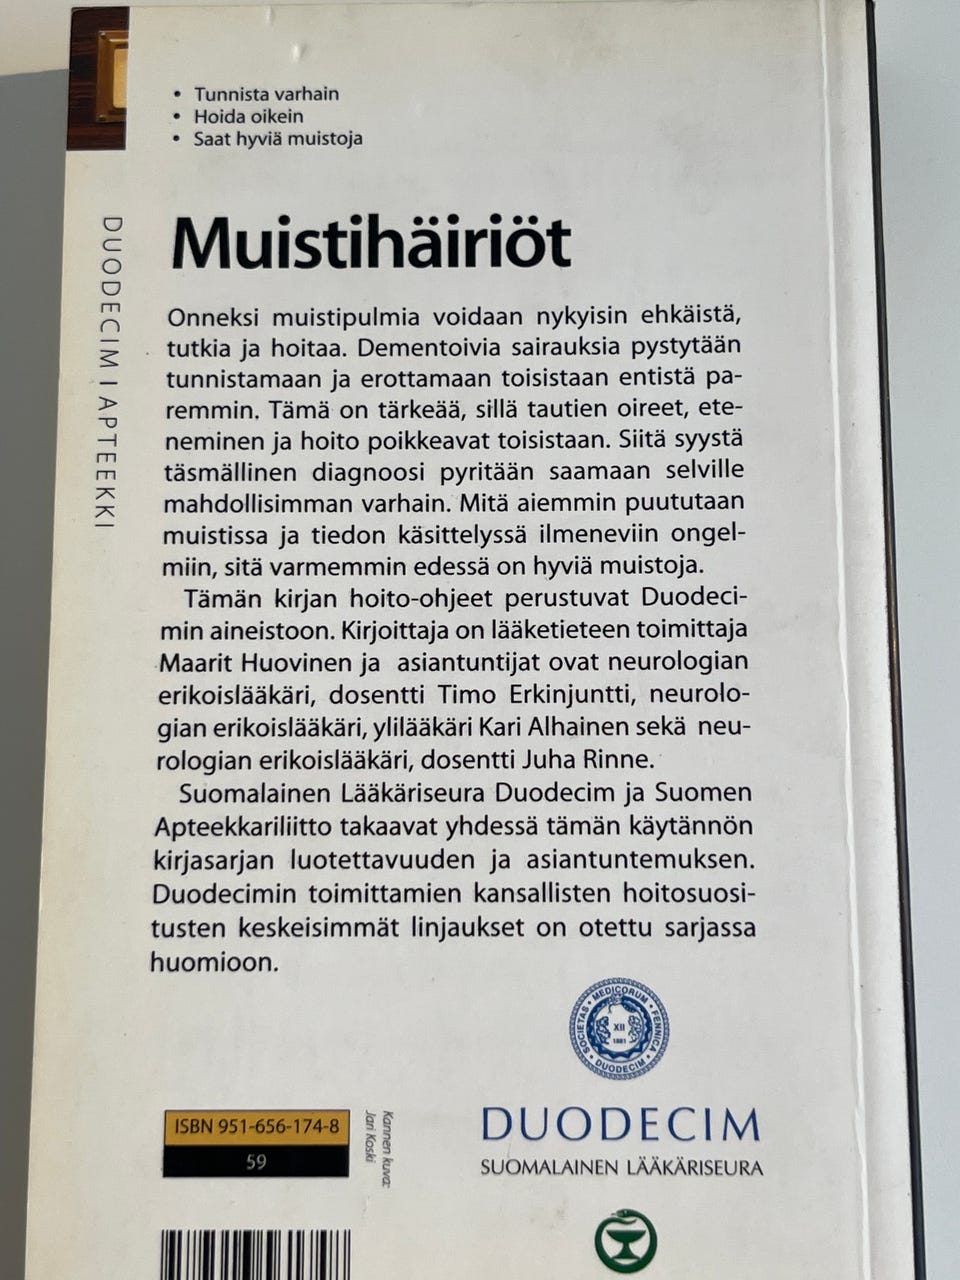 • Tunnista varhain
• Hoida oikein
• Saat hyviä muistoja
DUODECIM | APTEEKKI
Muistihäiriöt
Onneksi muistipulmia voidaan nykyisin ehkäistä,
tutkia ja hoitaa. Dementoivia sairauksia pystytään
tunnistamaan ja erottamaan toisistaan entistä pa-
remmin. Tämä on tärkeää, sillä tautien oireet, ete-
neminen ja hoito poikkeavat toisistaan. Siitä syystä
täsmällinen diagnoosi pyritään saamaan selville
mahdollisimman varhain. Mitä aiemmin puututaan
muistissa ja tiedon käsittelyssä ilmeneviin ongel-
miin, sitä varmemmin edessä on hyviä muistoja.
Tämän kirjan hoito-ohjeet perustuvat Duodeci-
min aineistoon. Kirjoittaja on lääketieteen toimittaja
Maarit Huovinen ja asiantuntijat ovat neurologian
erikoislääkäri, dosentti Timo Erkinjuntti, neurolo-
gian erikoislääkäri, ylilääkäri Kari Alhainen sekä neu-
rologian erikoislääkäri, dosentti Juha Rinne.
Suomalainen Lääkäriseura Duodecim ja Suomen
Apteekkariliitto takaavat yhdessä tämän käytännön
kirjasarjan luotettavuuden ja asiantuntemuksen.
Duodecimin toimittamien kansallisten hoitosuosi-
tusten keskeisimmät linjaukset on otettu sarjassa
huomioon.
SOCIETAS • MEDICORUM • FENNICA • DUODECIM •
XII
1881
ISBN 951-656-174-8
59
Kannen kuva:
Jari Koski
DUODECIM
SUOMALAINEN LÄÄKÄRISEURA